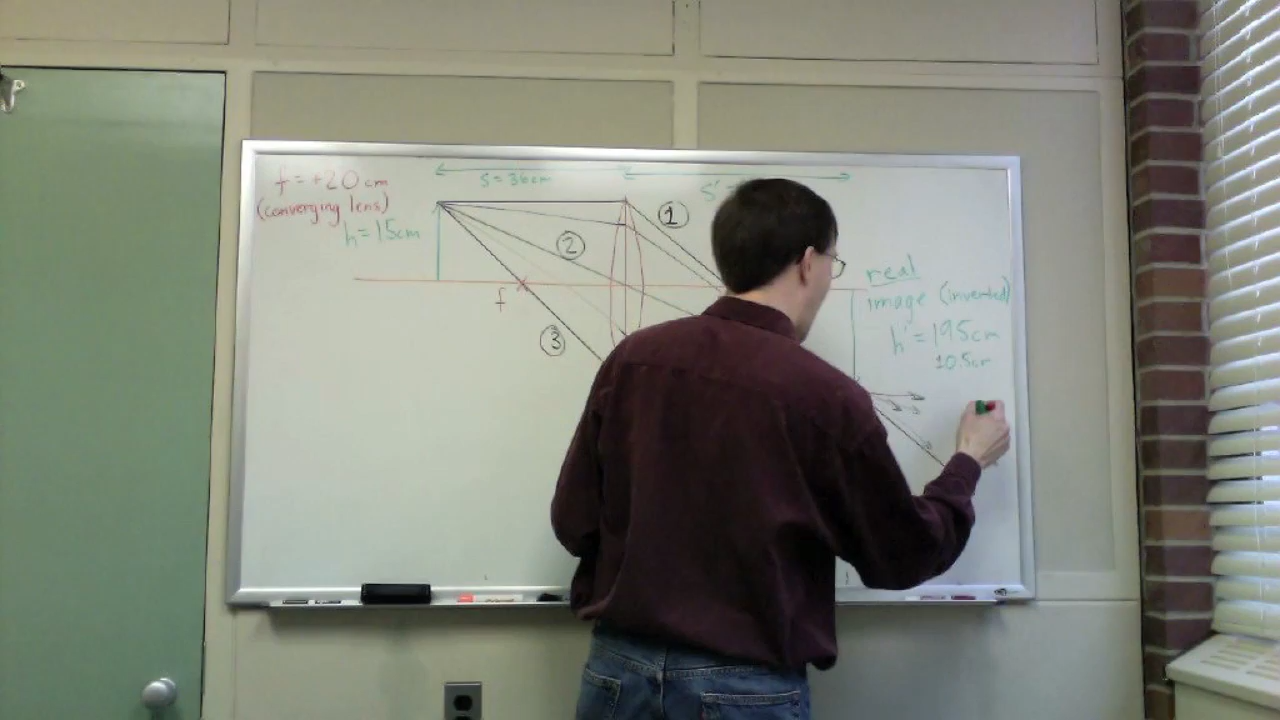 f = +20 cm
(converging lens)
h = 15cm
s = 36cm
s'
1
2
f
3
real
image (inverted)
h' = 19.5cm
10.5cm